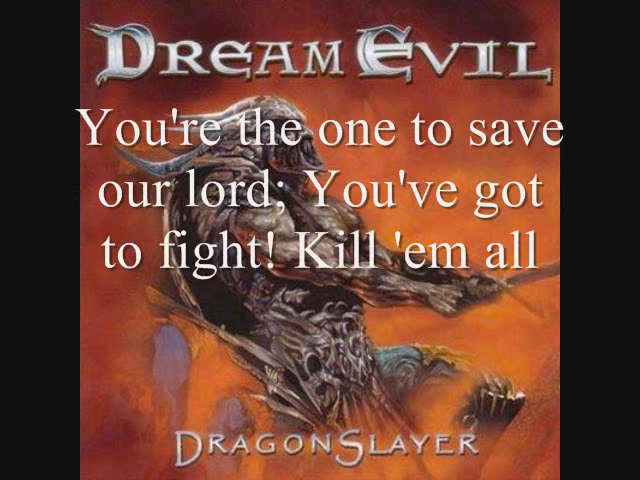 DREAM EVIL
You're the one to save
our lord; You've got
to fight! Kill 'em all
DRAGONSLAYER